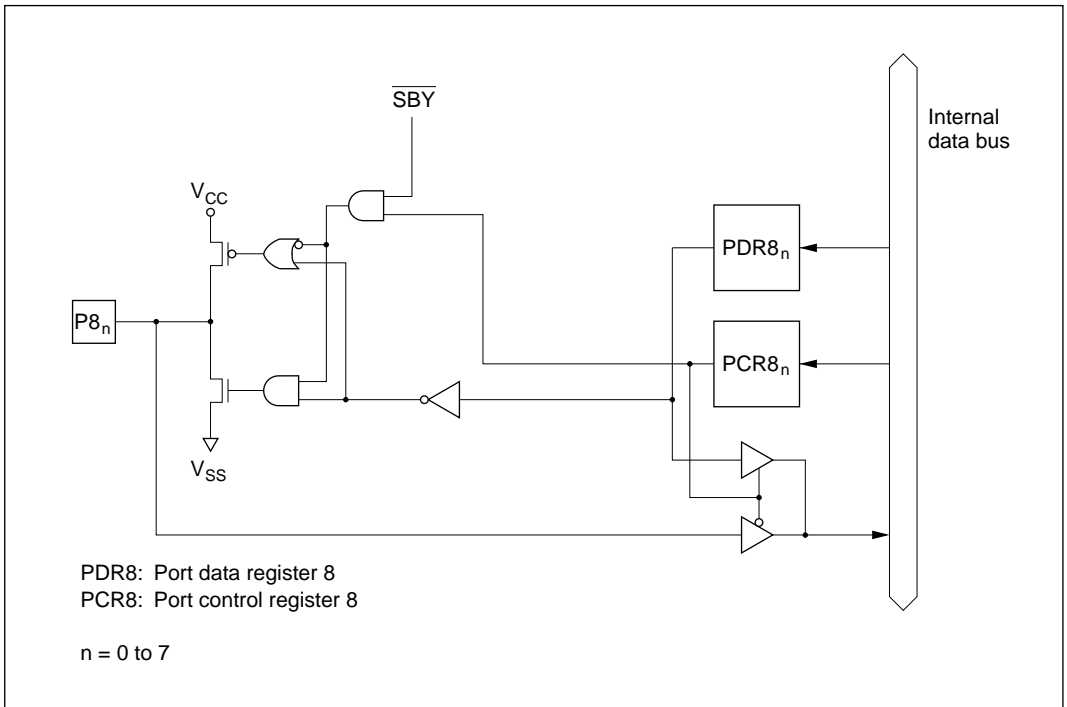 SBY
Internal
data bus
VCC
PDR8n
P8n
PCR8n
VSS
PDR8: Port data register 8
PCR8: Port control register 8
n = 0 to 7